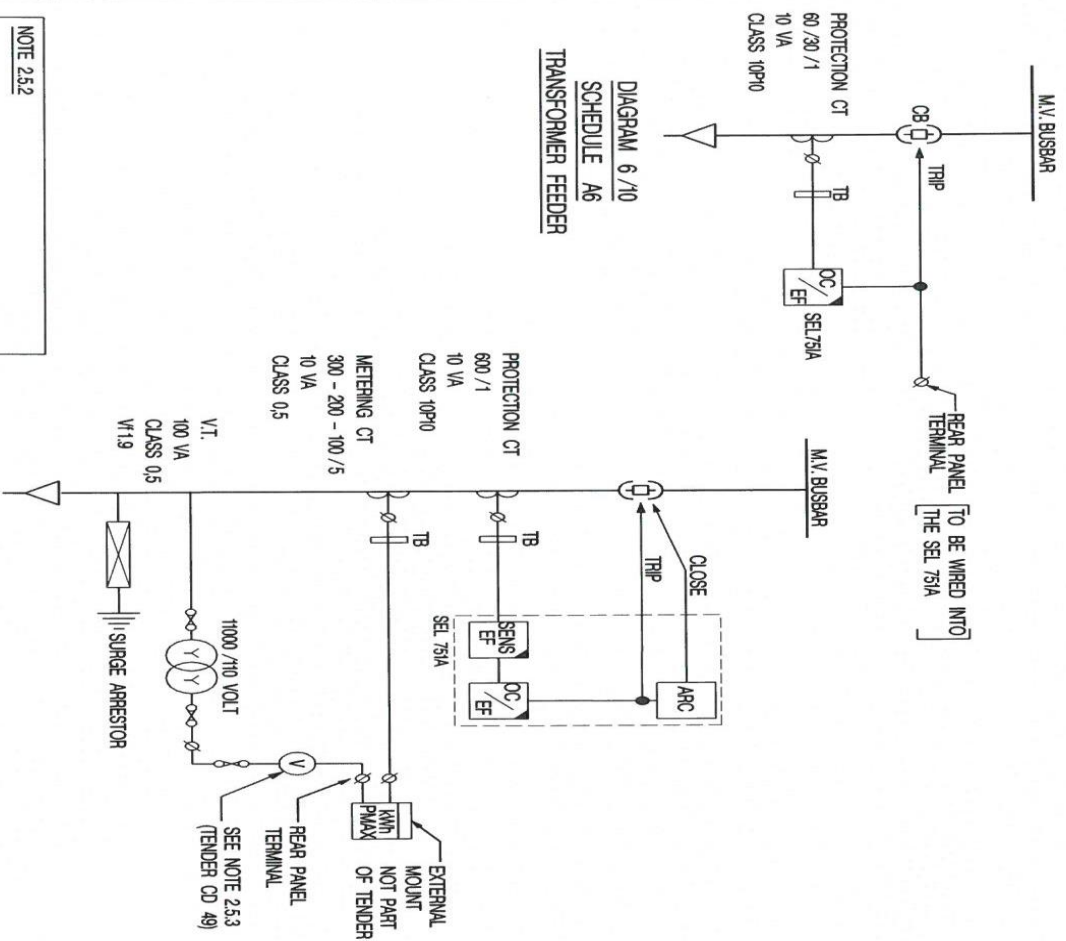 M.V. BUSBAR
CB
TRIP
PROTECTION CT
60 /30 /1
10 VA
CLASS 10P10
TB
OC
EF
SEL751A
REAR PANEL
TERMINAL
TO BE WIRED INTO
THE SEL 751A
DIAGRAM 6 /10
SCHEDULE A6
TRANSFORMER FEEDER
M.V. BUSBAR
CLOSE
TRIP
ARC
PROTECTION CT
600 /1
10 VA
CLASS 10P10
TB
SENS
EF
OC
EF
SEL 751A
METERING CT
300 - 200 - 100 /5
10 VA
CLASS 0,5
TB
kWh
PMAX
EXTERNAL
MOUNT
NOT PART
OF TENDER
REAR PANEL
TERMINAL
V.T.
100 VA
CLASS 0,5
Vf1.9
11000 /110 VOLT
Y
Y
V
SEE NOTE 2.5.3
(TENDER CD 49)
SURGE ARRESTOR
NOTE 2.5.2